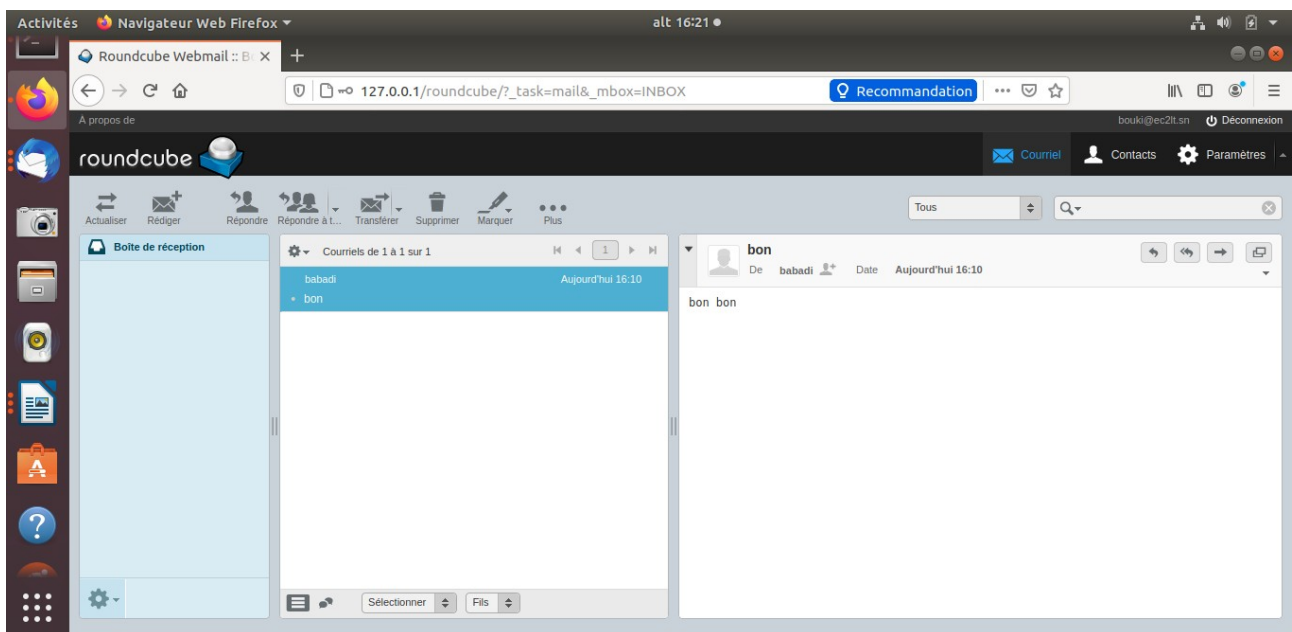 Activités Navigateur Web Firefox alt 16:21
Roundcube Webmail :: B
127.0.0.1/roundcube/?_task=mail&_mbox=INBOX Recommandation
A propos de bouki@ec2lt.sn Déconnexion
roundcube Courriel Contacts Paramètres
Actualiser Rédiger Répondre Répondre à t... Transférer Supprimer Marquer Plus Tous
Boîte de réception Courriels de 1 à 1 sur 1 1 bon
De babadi Date Aujourd'hui 16:10
babadi Aujourd'hui 16:10
bon
bon bon
Sélectionner Fils